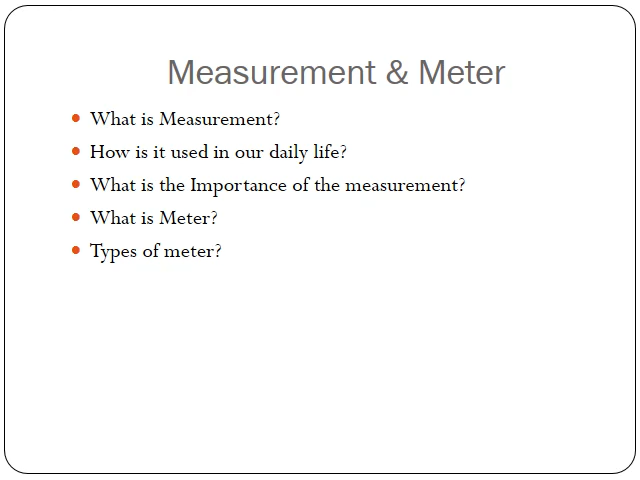 Measurement & Meter
• What is Measurement?
• How is it used in our daily life?
• What is the Importance of the measurement?
• What is Meter?
• Types of meter?